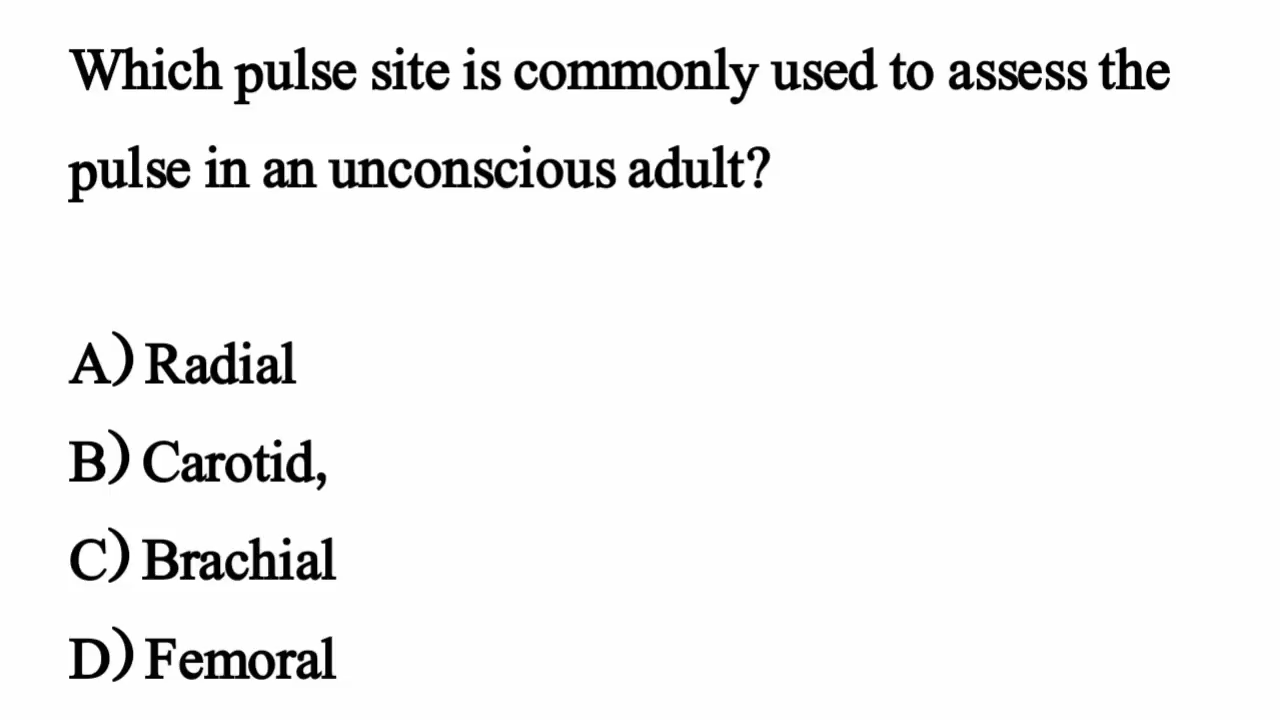 Which pulse site is commonly used to assess the
pulse in an unconscious adult?
A) Radial
B) Carotid,
C) Brachial
D) Femoral